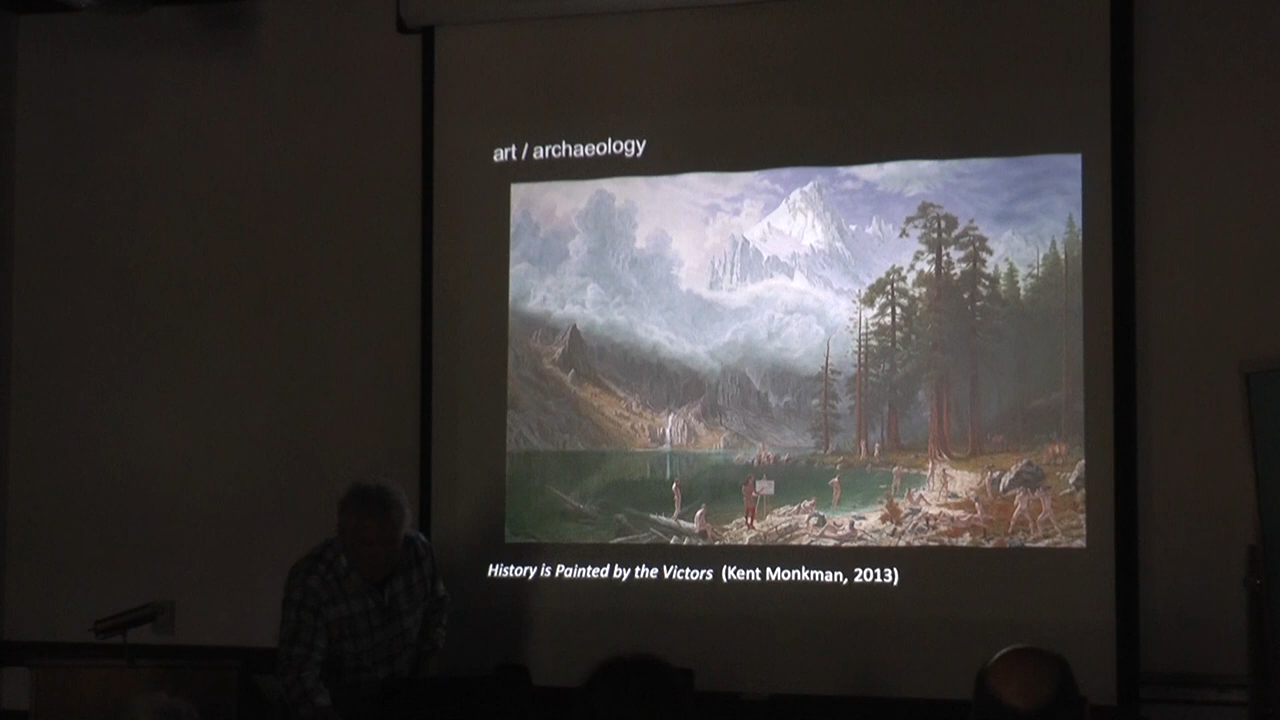 art / archaeology
History is Painted by the Victors (Kent Monkman, 2013)